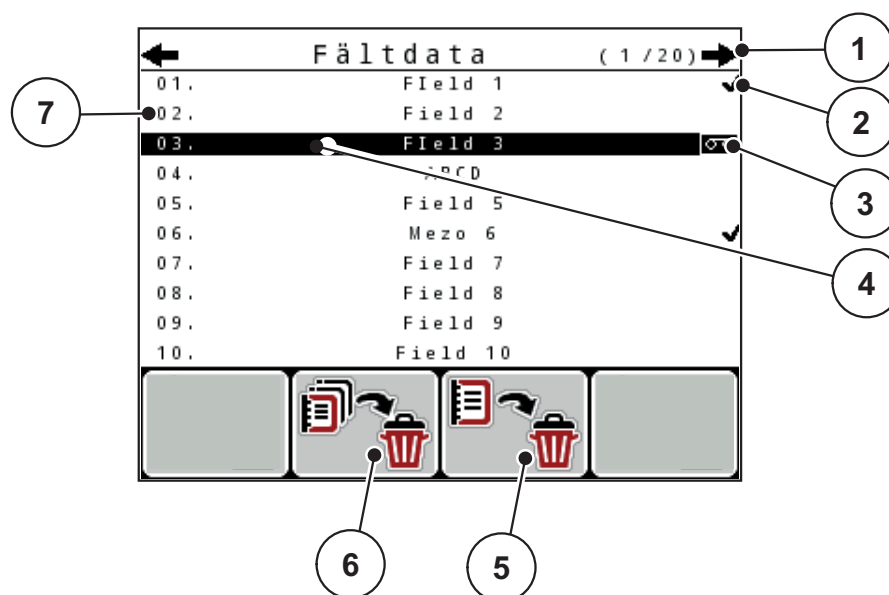 Fältdata (1/20)
01. FIeld 1
02. Field 2
03. FIeld 3
04. ABCD
05. Field 5
06. Mezo 6
07. Field 7
08. Field 8
09. Field 9
10. Field 10
1
2
3
4
5
6
7